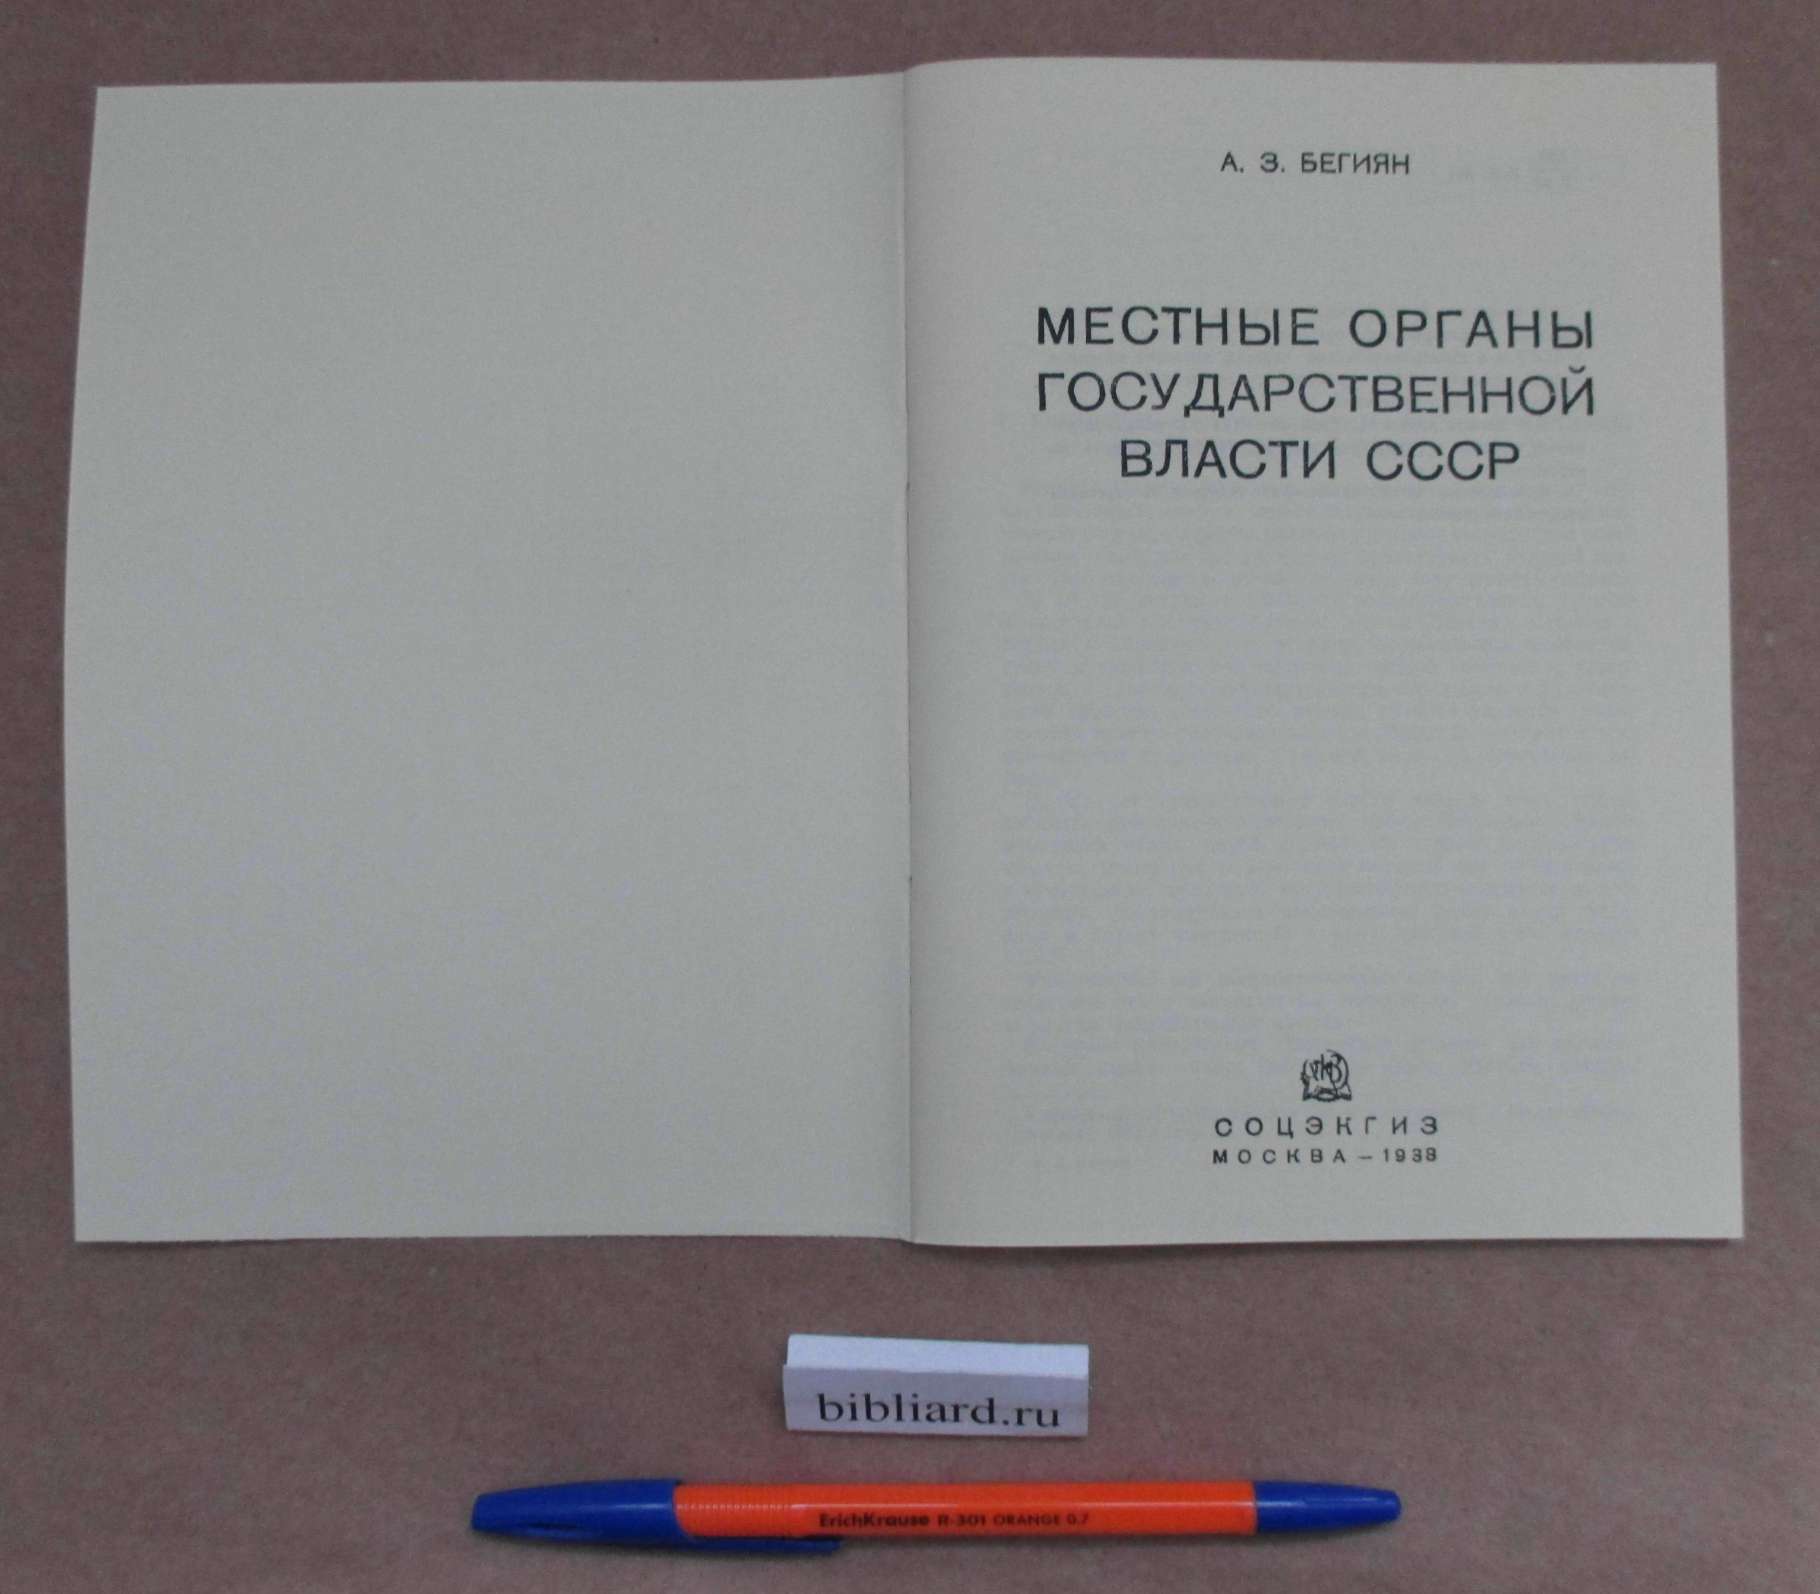 А. З. БЕГИЯН
МЕСТНЫЕ ОРГАНЫ
ГОСУДАРСТВЕННОЙ
ВЛАСТИ СССР
СОЦЭКГИЗ
МОСКВА — 1938
bibliard.ru
ErichKrause R-301 ORANGE 0.7